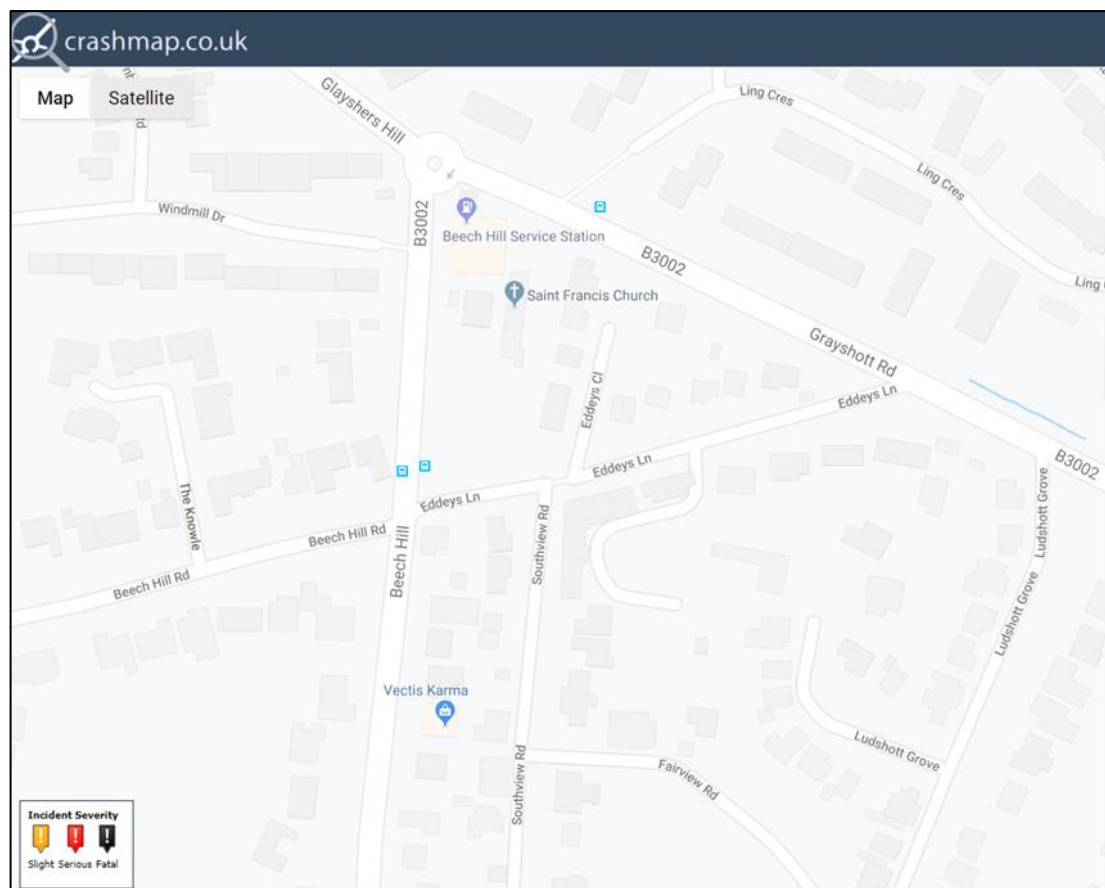 crashmap.co.uk
Map
Satellite
Glayshers Hill
Ling Cres
Ling Cres
Windmill Dr
B3002
Beech Hill Service Station
B3002
Saint Francis Church
Grayshott Rd
Eddeys Cl
Eddeys Ln
B3002
Eddeys Ln
Eddeys Ln
The Knowle
Beech Hill Rd
Beech Hill
Southview Rd
Ludshott Grove
Beech Hill Rd
Ludshott Grove
Vectis Karma
Ludshott Grove
Southview Rd
Fairview Rd
Incident Severity
Slight Serious Fatal